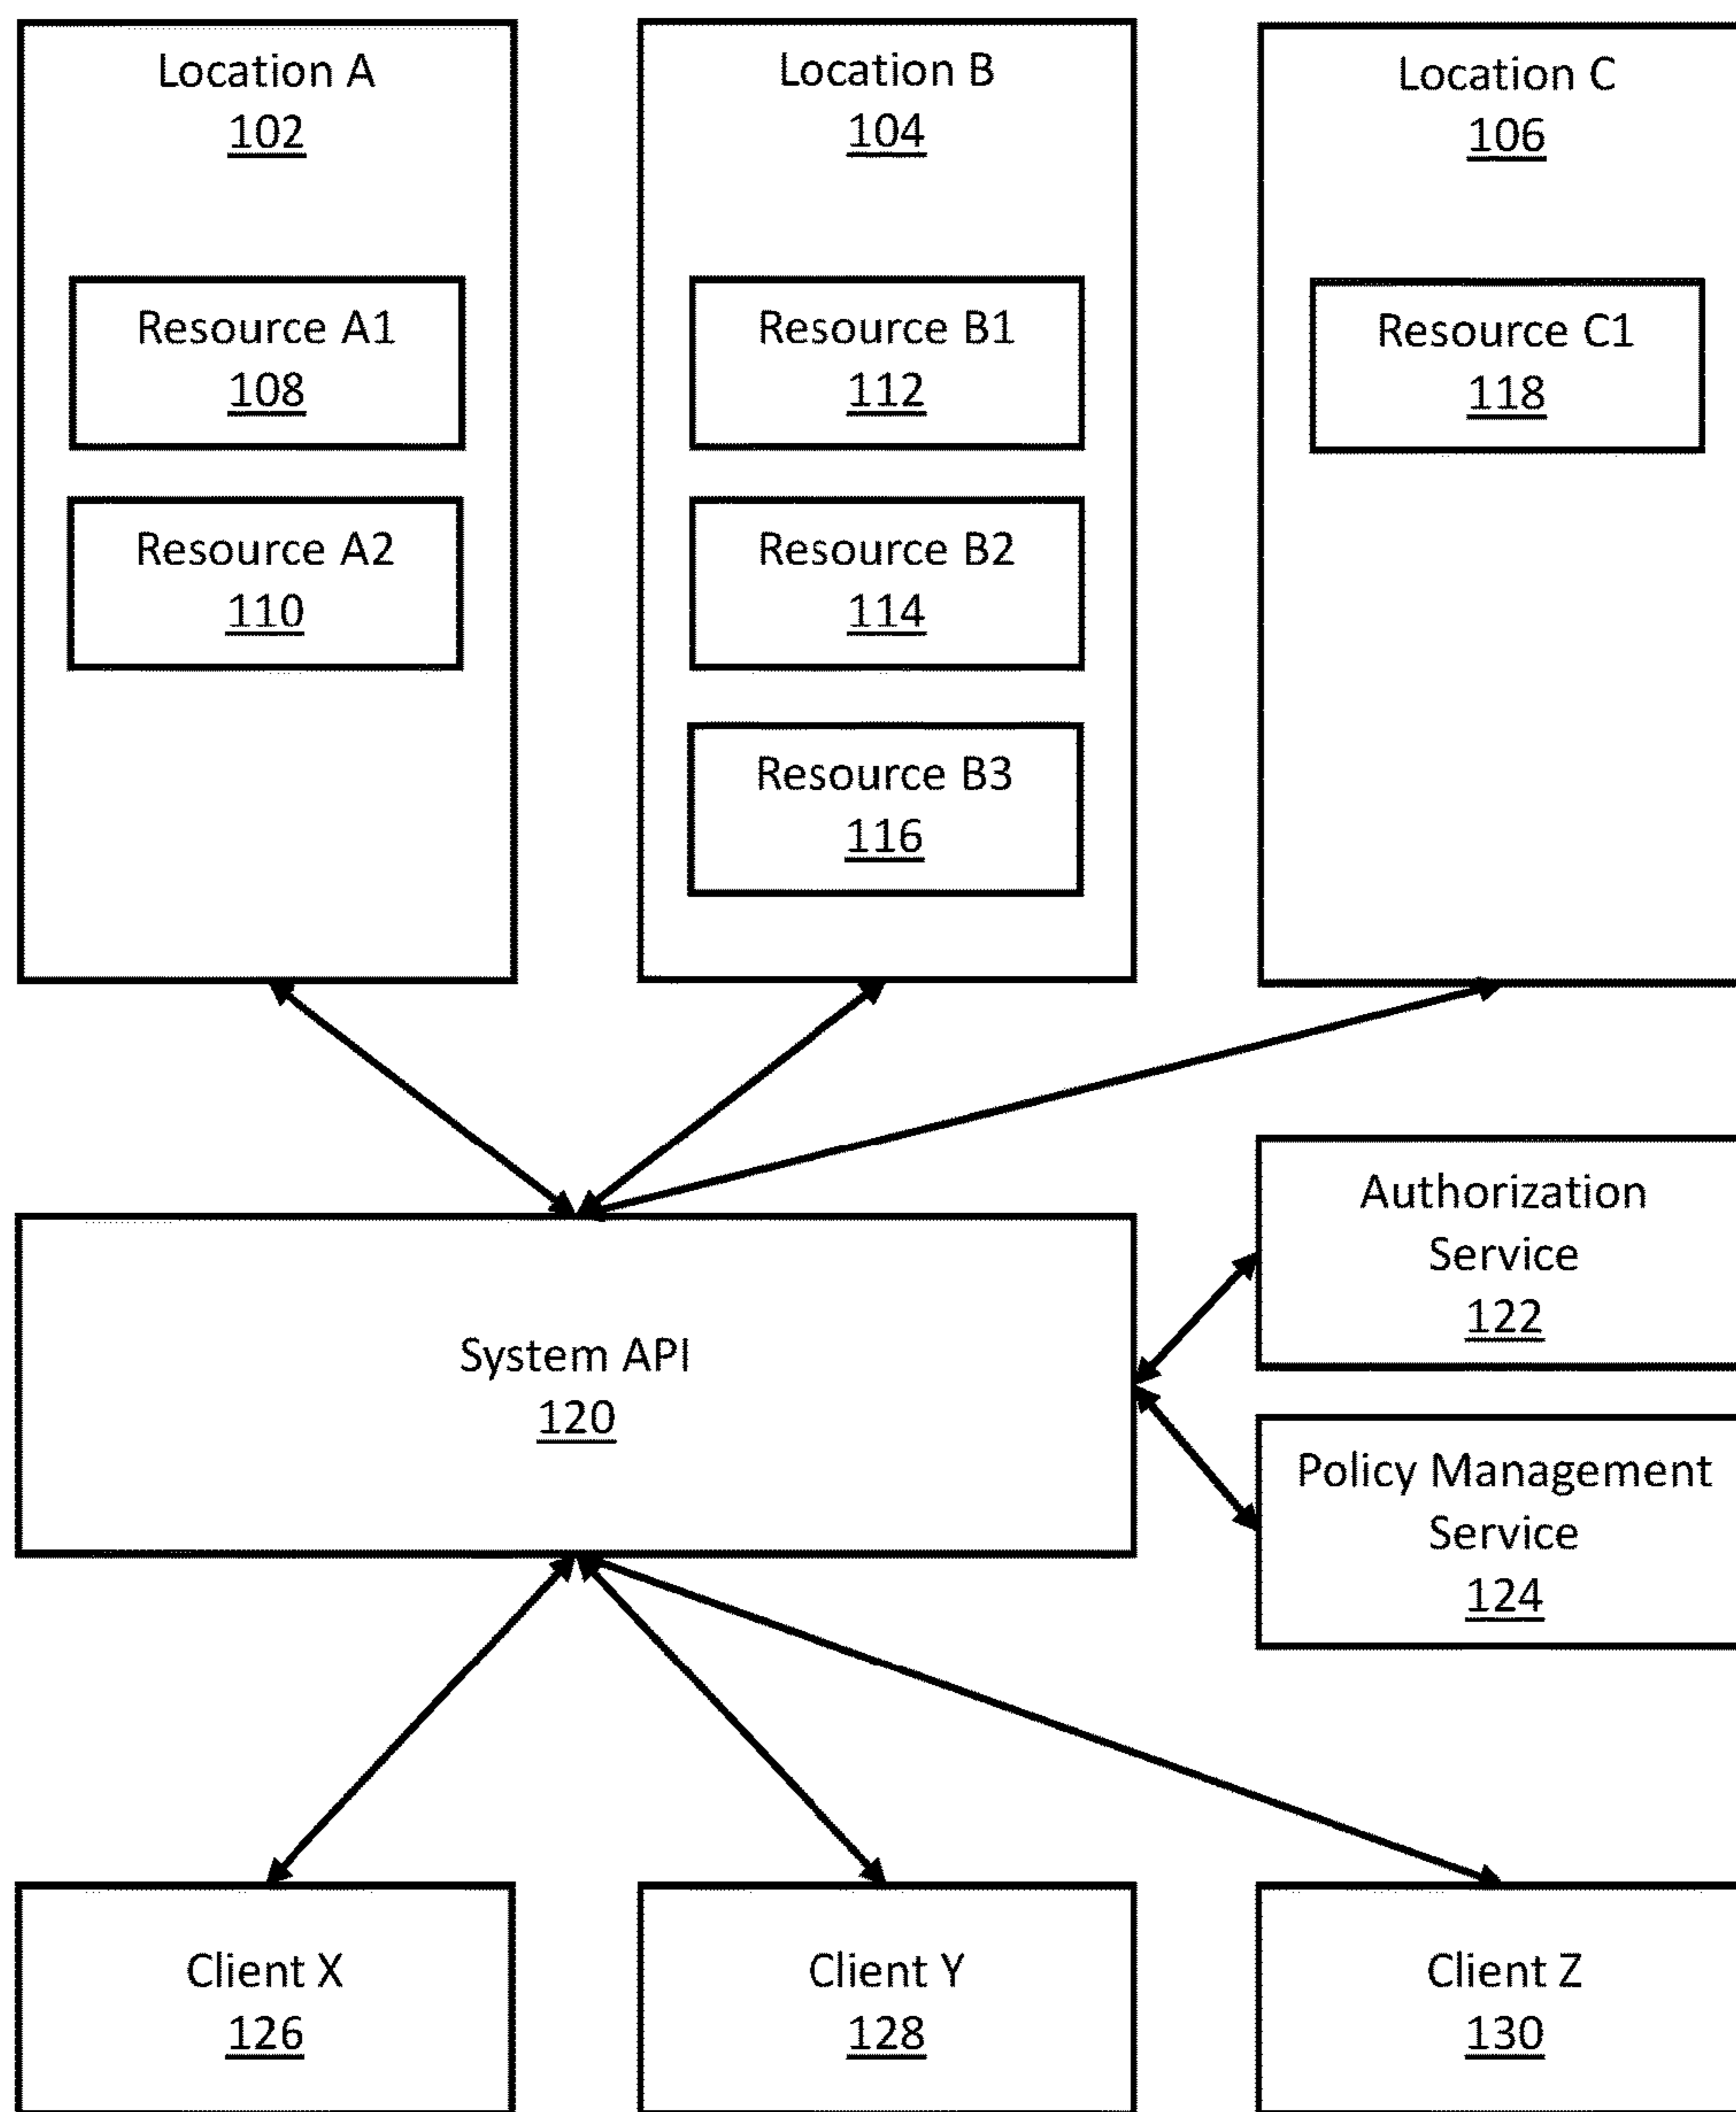 Location A
102
Resource A1
108
Resource A2
110
Location B
104
Resource B1
112
Resource B2
114
Resource B3
116
Location C
106
Resource C1
118
System API
120
Authorization
Service
122
Policy Management
Service
124
Client X
126
Client Y
128
Client Z
130